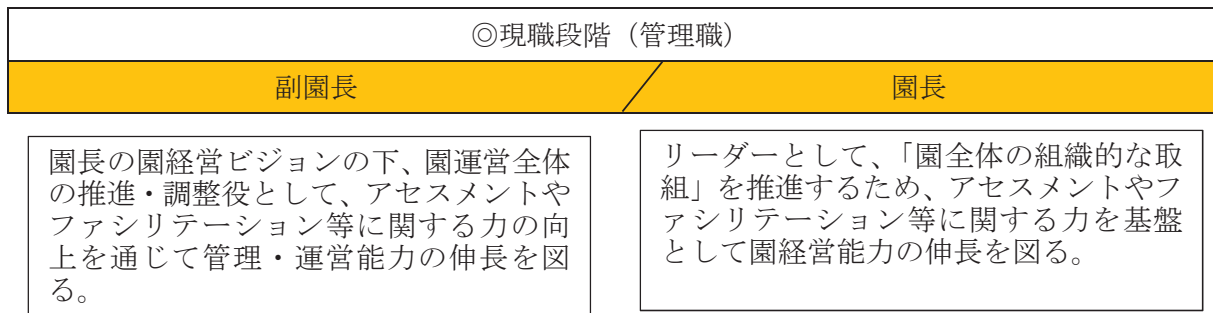 ◎現職段階（管理職）
副園長
園長
園長の園経営ビジョンの下、園運営全体
の推進・調整役として、アセスメントや
ファシリテーション等に関する力の向
上を通じて管理・運営能力の伸長を図
る。
リーダーとして、「園全体の組織的な取
組」を推進するため、アセスメントやフ
ァシリテーション等に関する力を基盤
として園経営能力の伸長を図る。